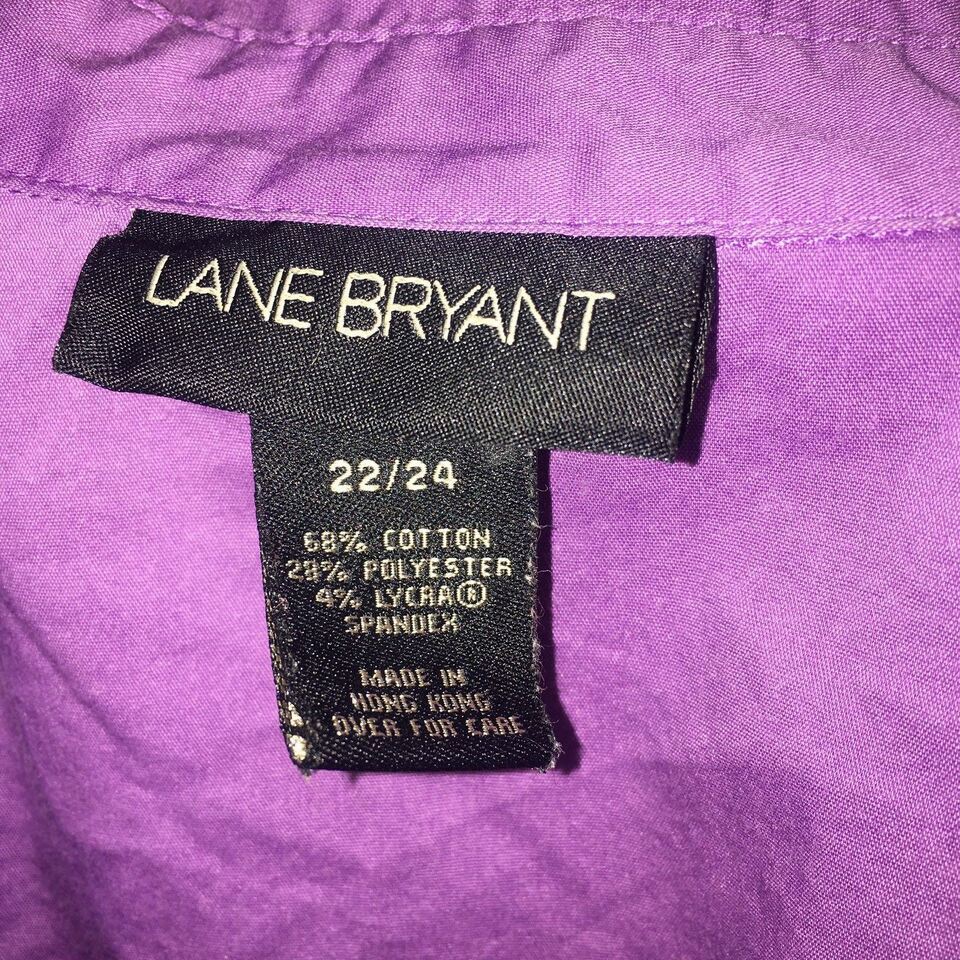 LANE BRYANT
22/24
68% COTTON
28% POLYESTER
4% LYCRA®
SPANDEX
MADE IN
HONG KONG
OVER FOR CARE